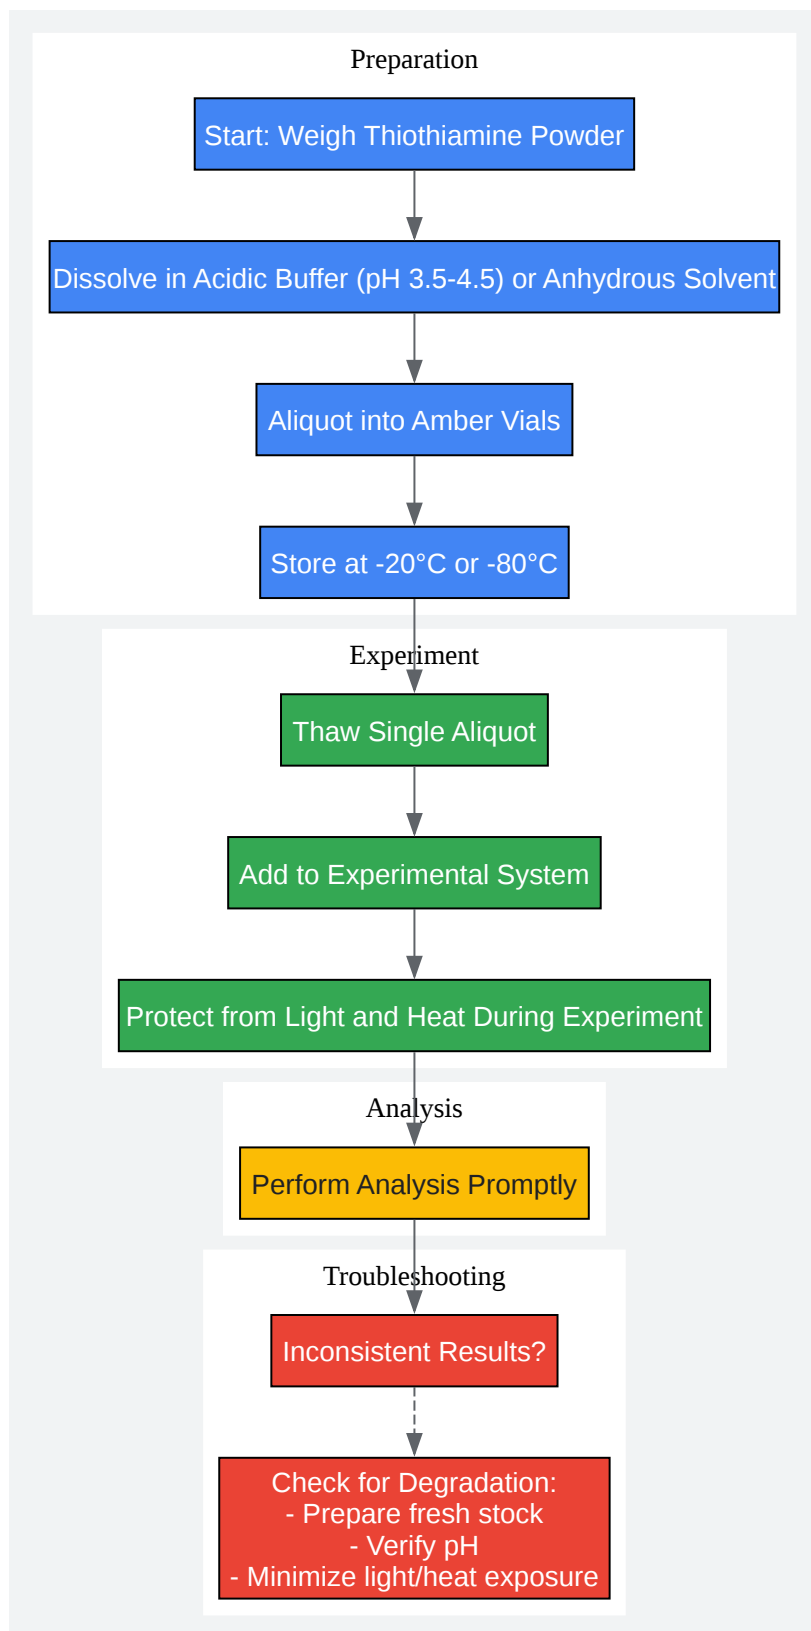 Preparation
Start: Weigh Thiothiamine Powder
Dissolve in Acidic Buffer (pH 3.5-4.5) or Anhydrous Solvent
Aliquot into Amber Vials
Store at -20°C or -80°C
Experiment
Thaw Single Aliquot
Add to Experimental System
Protect from Light and Heat During Experiment
Analysis
Perform Analysis Promptly
Troubleshooting
Inconsistent Results?
Check for Degradation:
- Prepare fresh stock
- Verify pH
- Minimize light/heat exposure